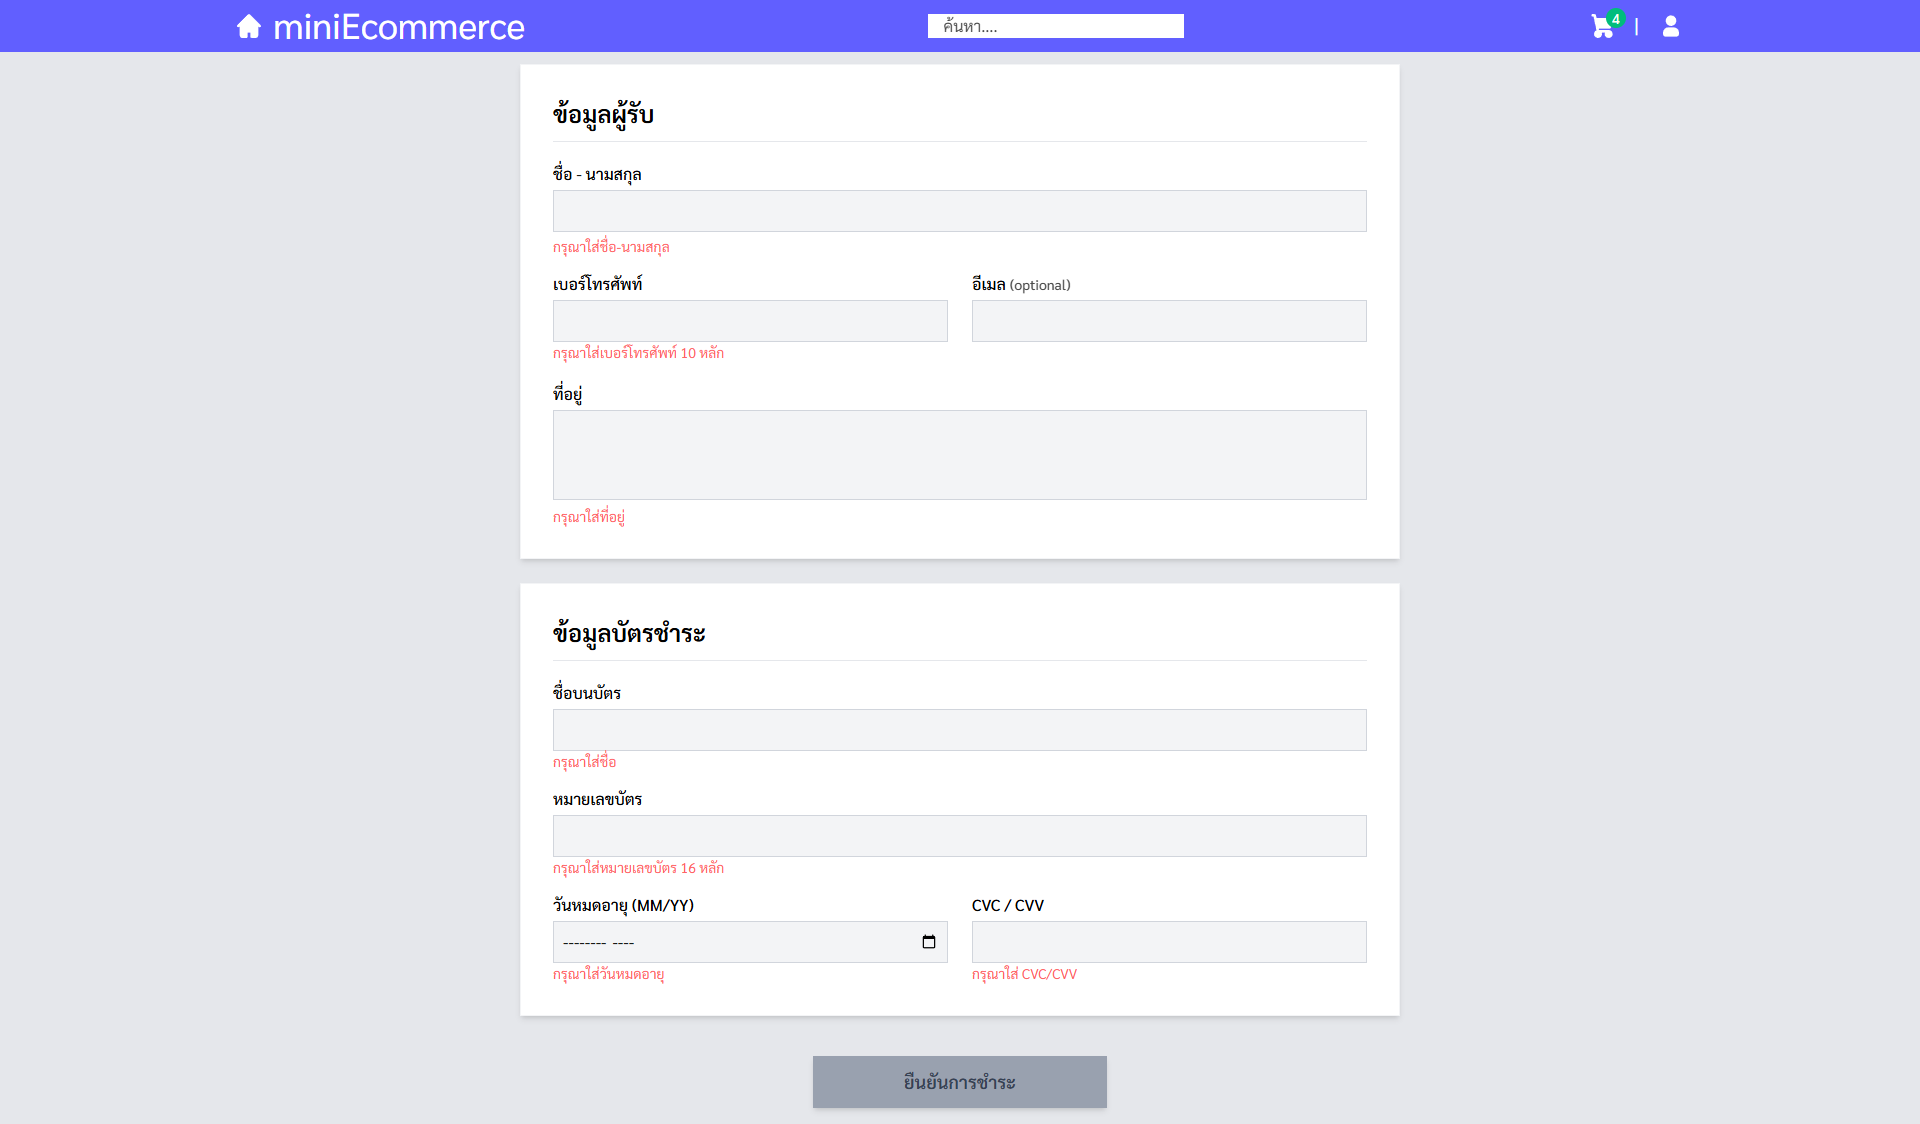 miniEcommerce
ค้นหา....
4
|
ข้อมูลผู้รับ
ชื่อ - นามสกุล
กรุณาใส่ชื่อ-นามสกุล
เบอร์โทรศัพท์
อีเมล (optional)
กรุณาใส่เบอร์โทรศัพท์ 10 หลัก
ที่อยู่
กรุณาใส่ที่อยู่
ข้อมูลบัตรชำระ
ชื่อบนบัตร
กรุณาใส่ชื่อ
หมายเลขบัตร
กรุณาใส่หมายเลขบัตร 16 หลัก
วันหมดอายุ (MM/YY)
CVC / CVV
-------- ----
กรุณาใส่วันหมดอายุ
กรุณาใส่ CVC/CVV
ยืนยันการชำระ